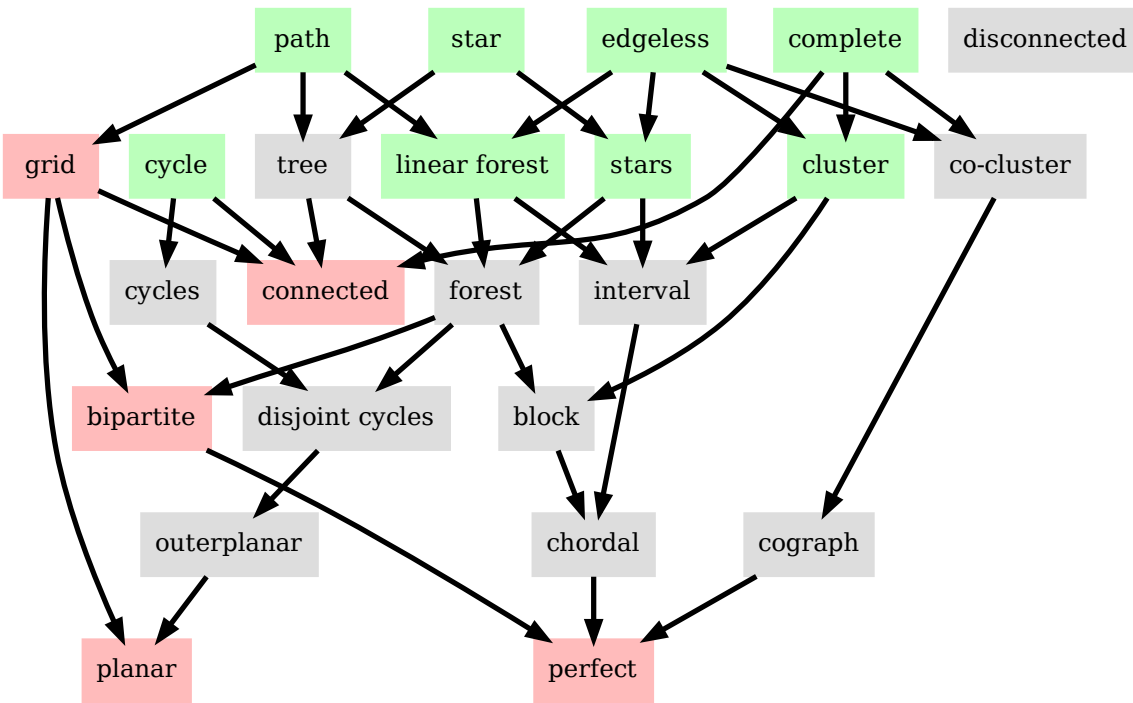 path
star
edgeless
complete
disconnected
grid
cycle
tree
linear forest
stars
cluster
co-cluster
cycles
connected
forest
interval
bipartite
disjoint cycles
block
outerplanar
chordal
cograph
planar
perfect